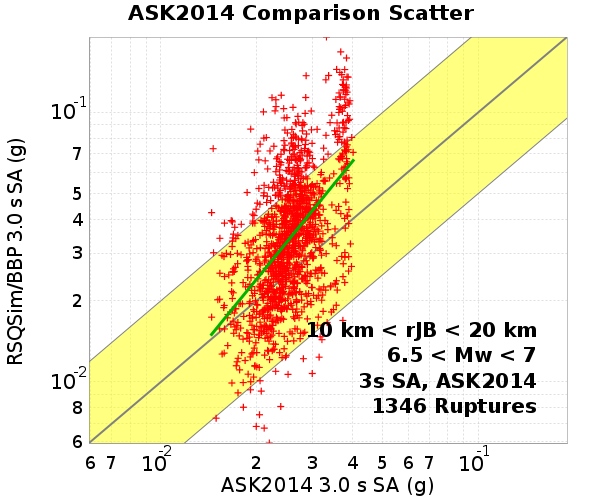 ASK2014 Comparison Scatter
RSQSim/BBP 3.0 s SA (g)
10-1
7
5
4
3
2
10-2
8
6
10 km < rJB < 20 km
6.5 < Mw < 7
3s SA, ASK2014
1346 Ruptures
6 7 10-2 2 3 4 5 6 7 10-1
ASK2014 3.0 s SA (g)